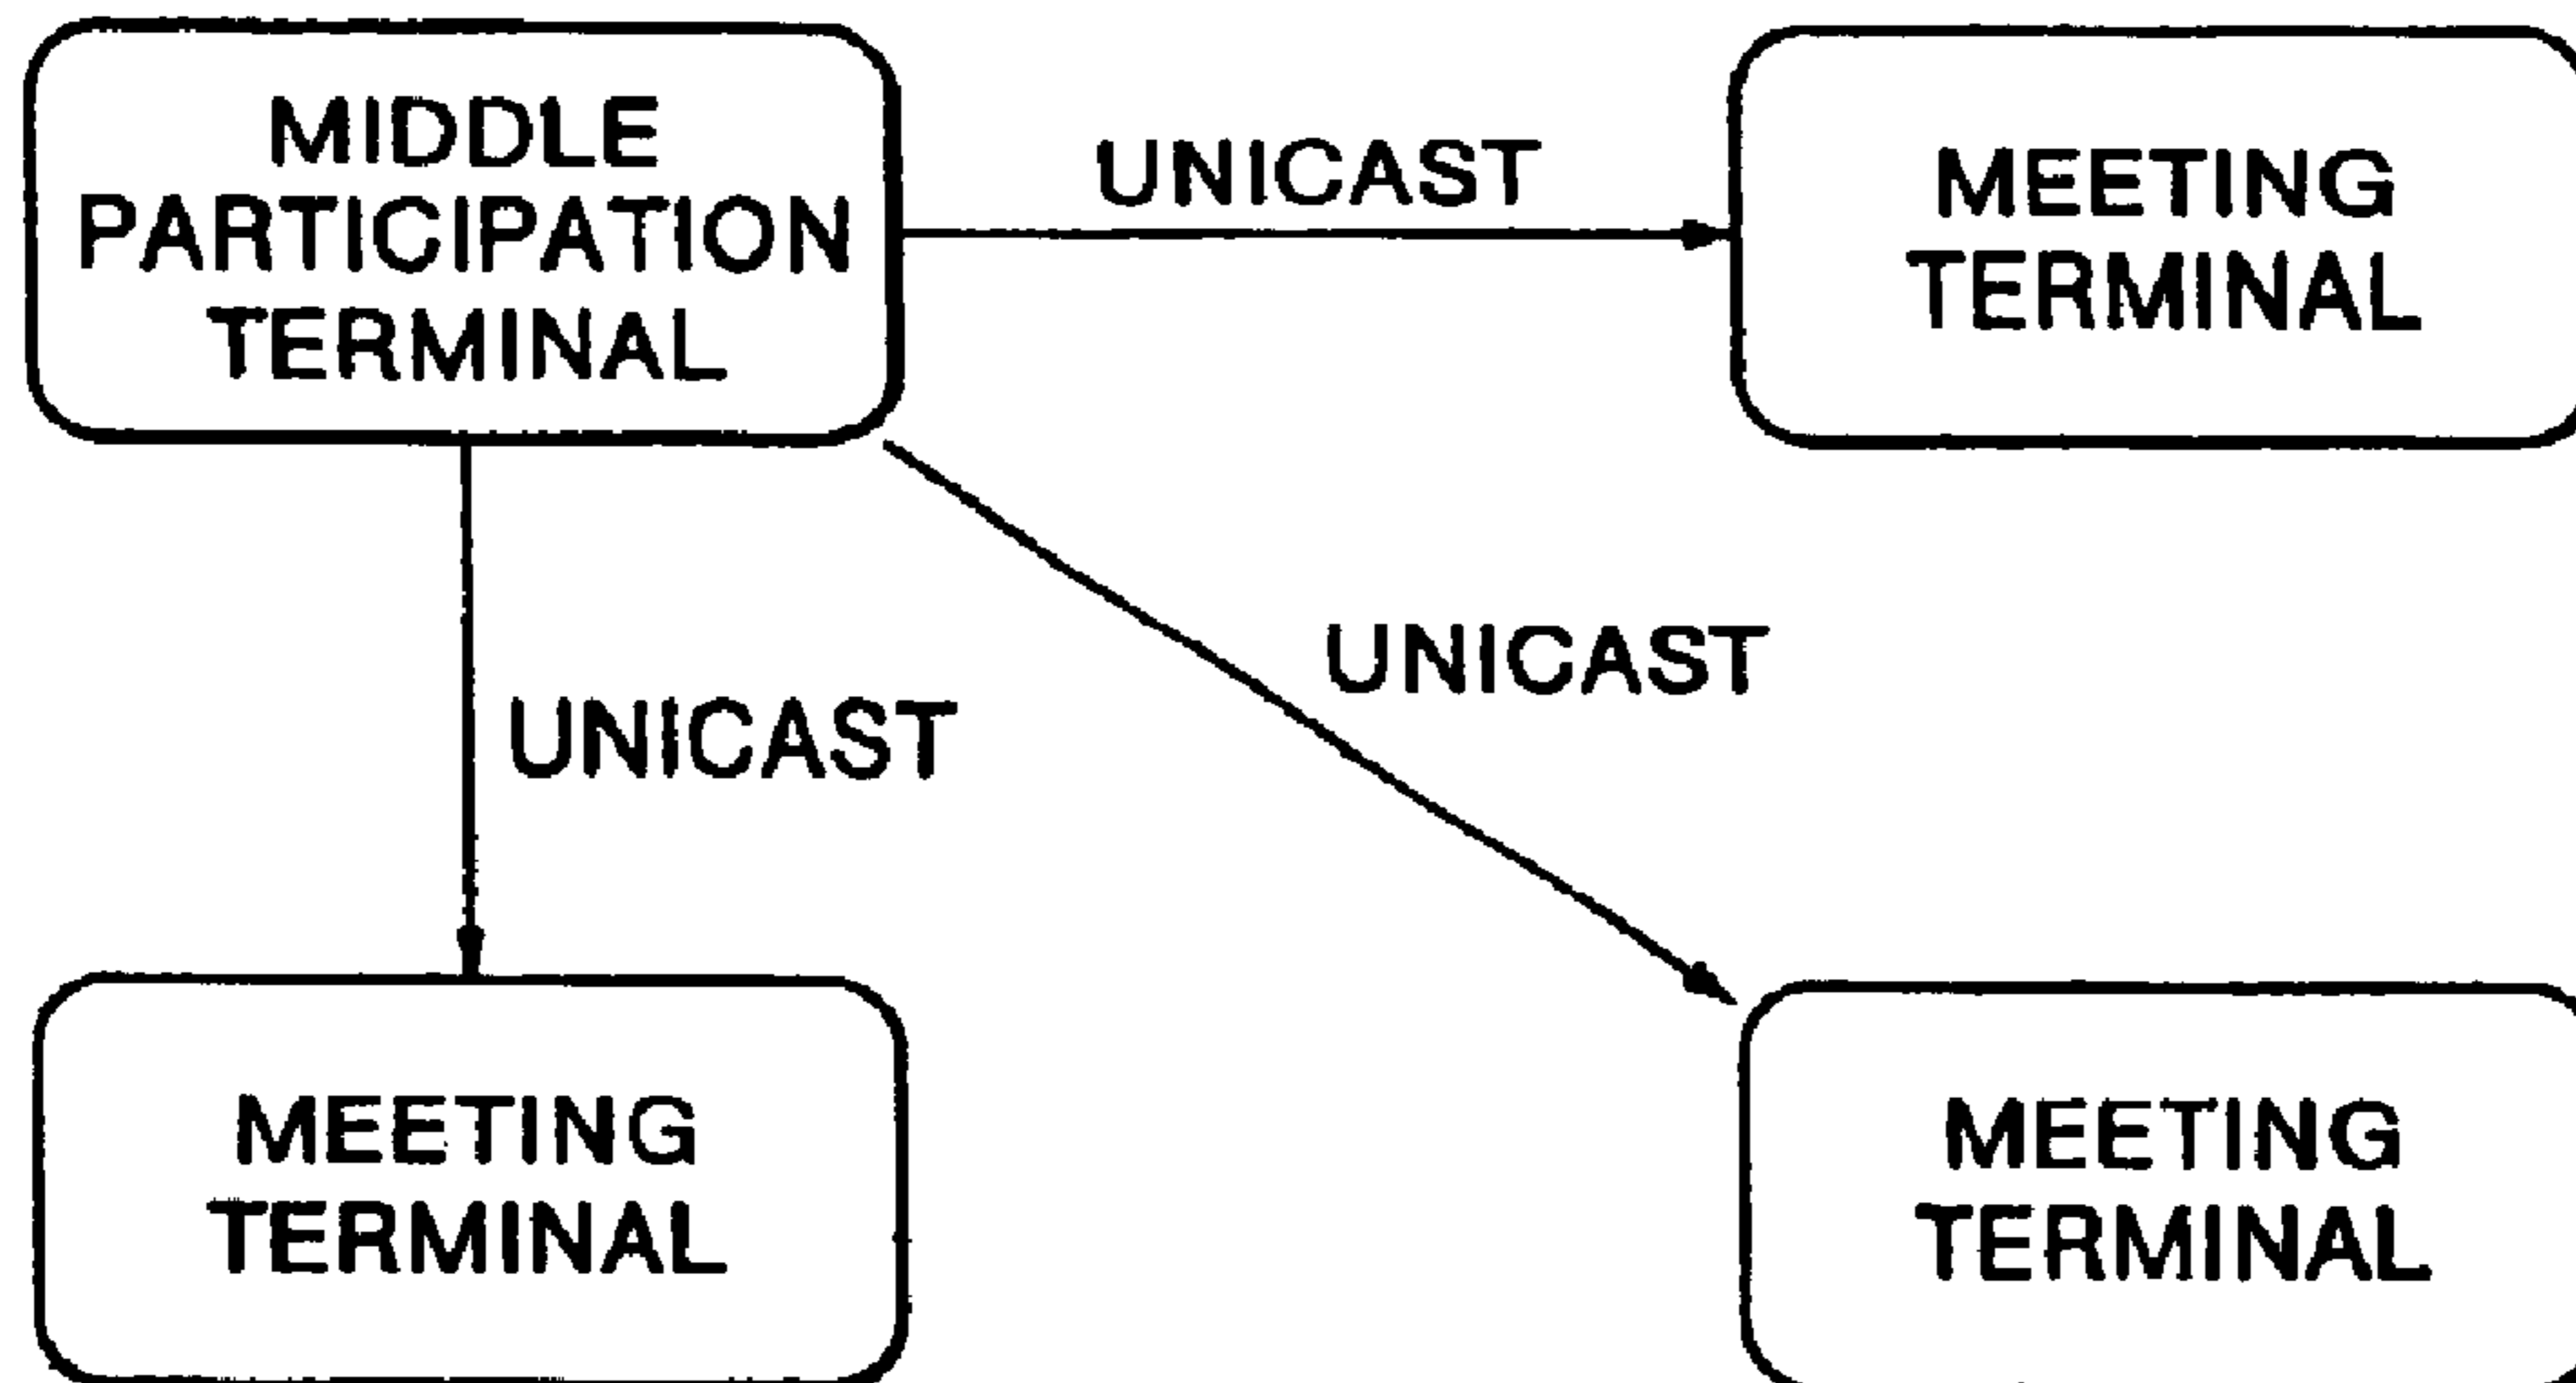 MIDDLE
PARTICIPATION
TERMINAL
UNICAST
MEETING
TERMINAL
UNICAST
UNICAST
MEETING
TERMINAL
MEETING
TERMINAL